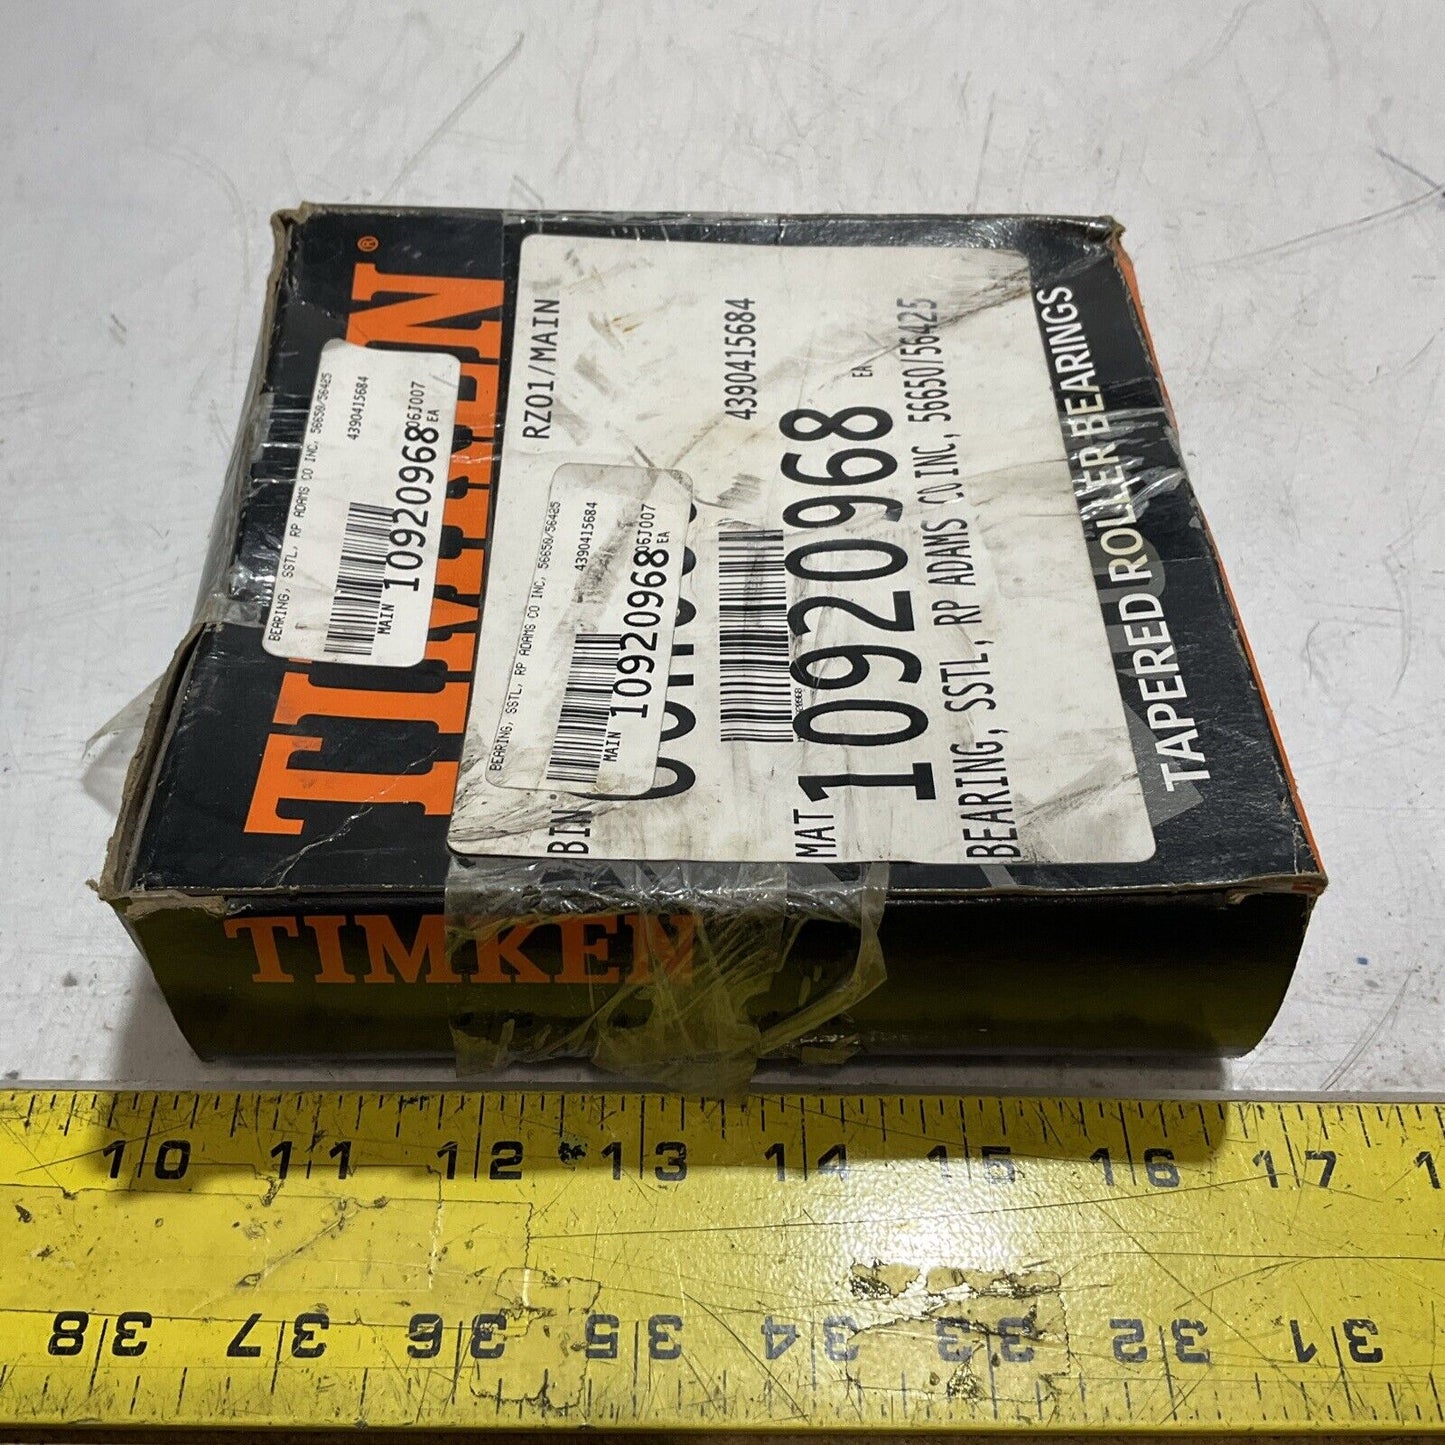 TIMKEN®
BEARING, SSTL, RP ADAMS CO INC, 56650/56425
4390415684
MAIN 10920968 06J007
EA
RZ01/MAIN
BEARING, SSTL, RP ADAMS CO INC, 56650/56425
4390415684
MAIN 10920968 06J007
EA
BIN
4390415684
MAT 10920968 EA
BEARING, SSTL, RP ADAMS CO INC, 56650/56425
TAPERED ROLLER BEARINGS
TIMKEN
10 11 12 13 14 15 16 17 1
38 37 36 35 34 33 32 31